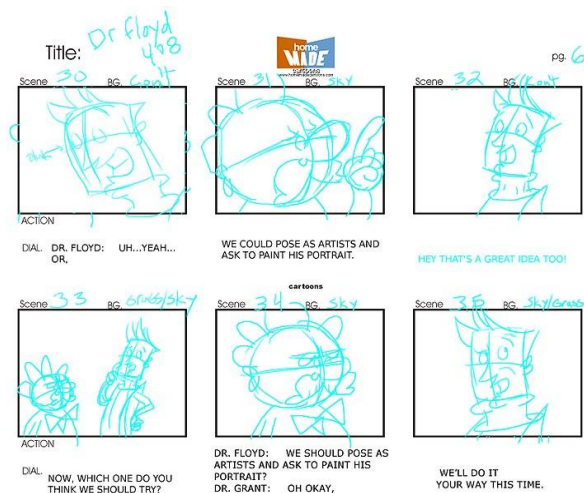 Title: Dr Floyd
408
home
MADE
cartoons
pg. 6
Scene 30 BG. Cont
Scene 31 BG. Sky
Scene 32 BG. Kont
ACTION
DIAL. DR. FLOYD: UH...YEAH...
OR,
WE COULD POSE AS ARTISTS AND
ASK TO PAINT HIS PORTRAIT.
HEY THAT'S A GREAT IDEA TOO!
cartoons
Scene 33 BG. Grass/Sky
Scene 34 BG. Sky
Scene 35 BG. Sky/Grass
ACTION
DIAL. NOW, WHICH ONE DO YOU
THINK WE SHOULD TRY?
DR. FLOYD: WE SHOULD POSE AS
ARTISTS AND ASK TO PAINT HIS
PORTRAIT?
DR. GRANT: OH OKAY,
WE'LL DO IT
YOUR WAY THIS TIME.